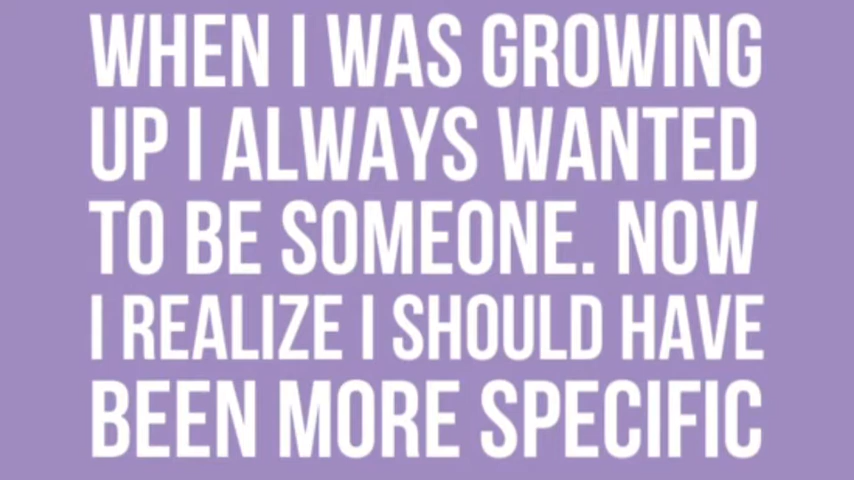 WHEN I WAS GROWING
UP I ALWAYS WANTED
TO BE SOMEONE. NOW
I REALIZE I SHOULD HAVE
BEEN MORE SPECIFIC